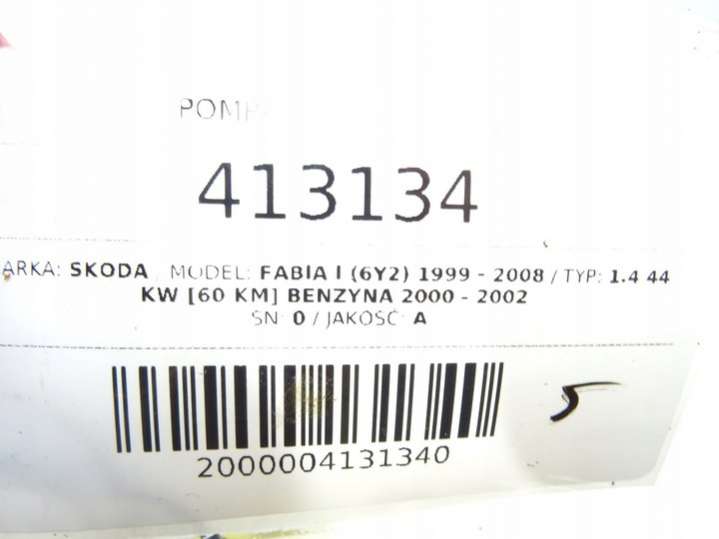 POMP
413134
ARKA: SKODA MODEL: FABIA I (6Y2) 1999 - 2008 / TYP: 1.4 44
KW [60 KM] BENZYNA 2000 - 2002
SN: 0 / JAKOŚĆ: A
5
2000004131340